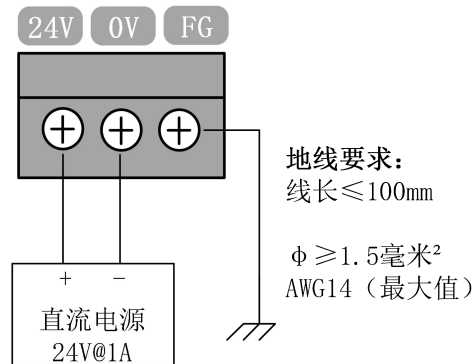 24V 0V FG
地线要求：
线长≤100mm
φ≥1.5毫米²
AWG14（最大值）
+ −
直流电源
24V@1A